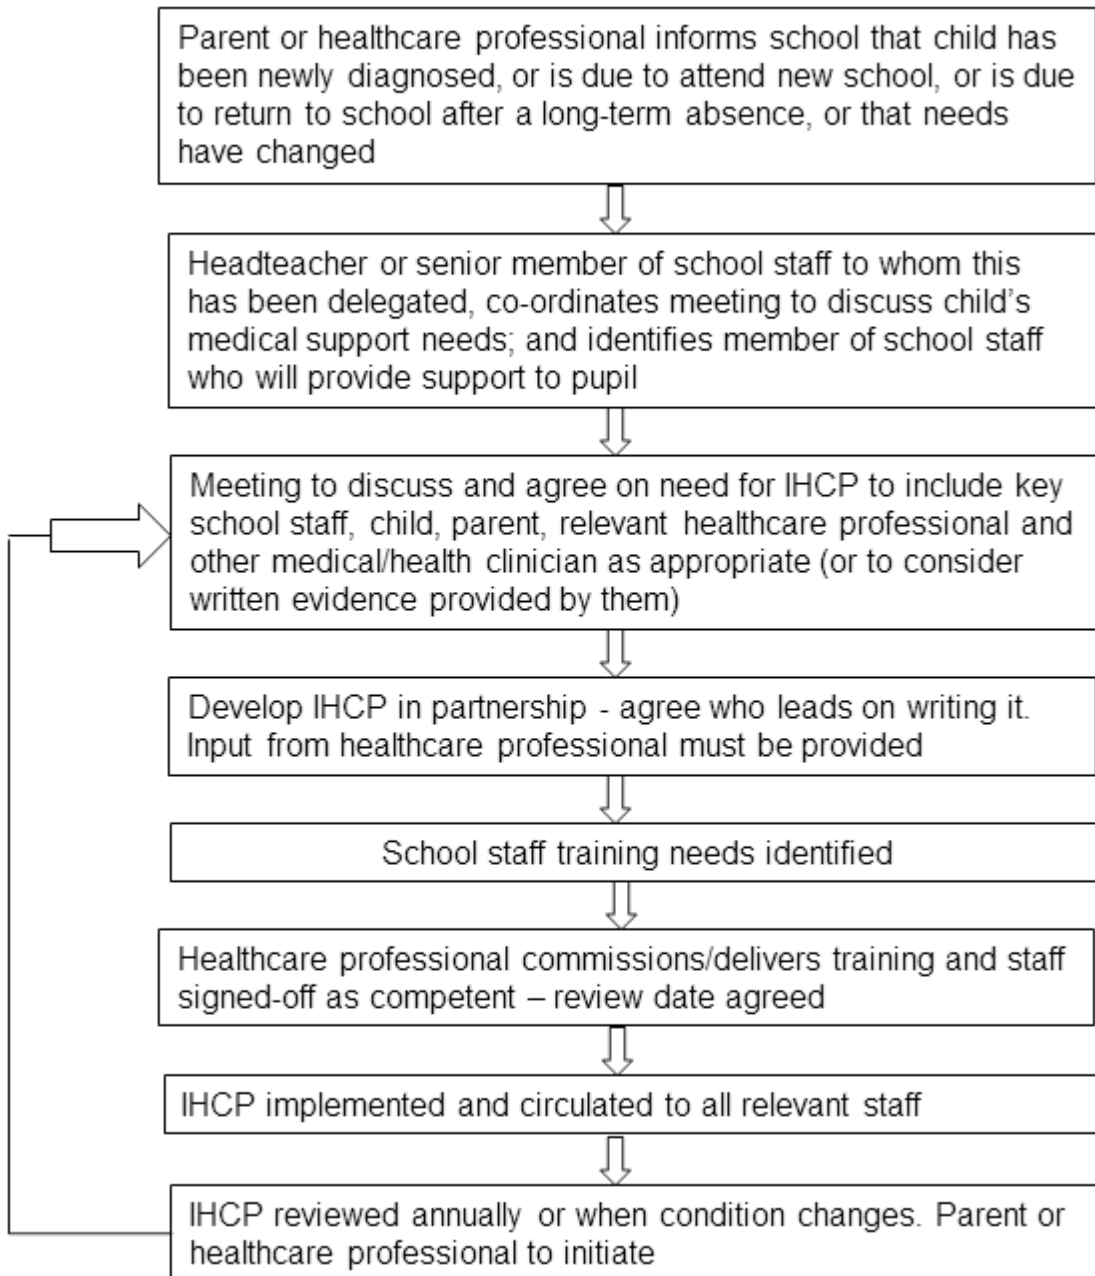 Parent or healthcare professional informs school that child has
been newly diagnosed, or is due to attend new school, or is due
to return to school after a long-term absence, or that needs
have changed
Headteacher or senior member of school staff to whom this
has been delegated, co-ordinates meeting to discuss child's
medical support needs; and identifies member of school staff
who will provide support to pupil
Meeting to discuss and agree on need for IHCP to include key
school staff, child, parent, relevant healthcare professional and
other medical/health clinician as appropriate (or to consider
written evidence provided by them)
Develop IHCP in partnership - agree who leads on writing it.
Input from healthcare professional must be provided
School staff training needs identified
Healthcare professional commissions/delivers training and staff
signed-off as competent – review date agreed
IHCP implemented and circulated to all relevant staff
IHCP reviewed annually or when condition changes. Parent or
healthcare professional to initiate